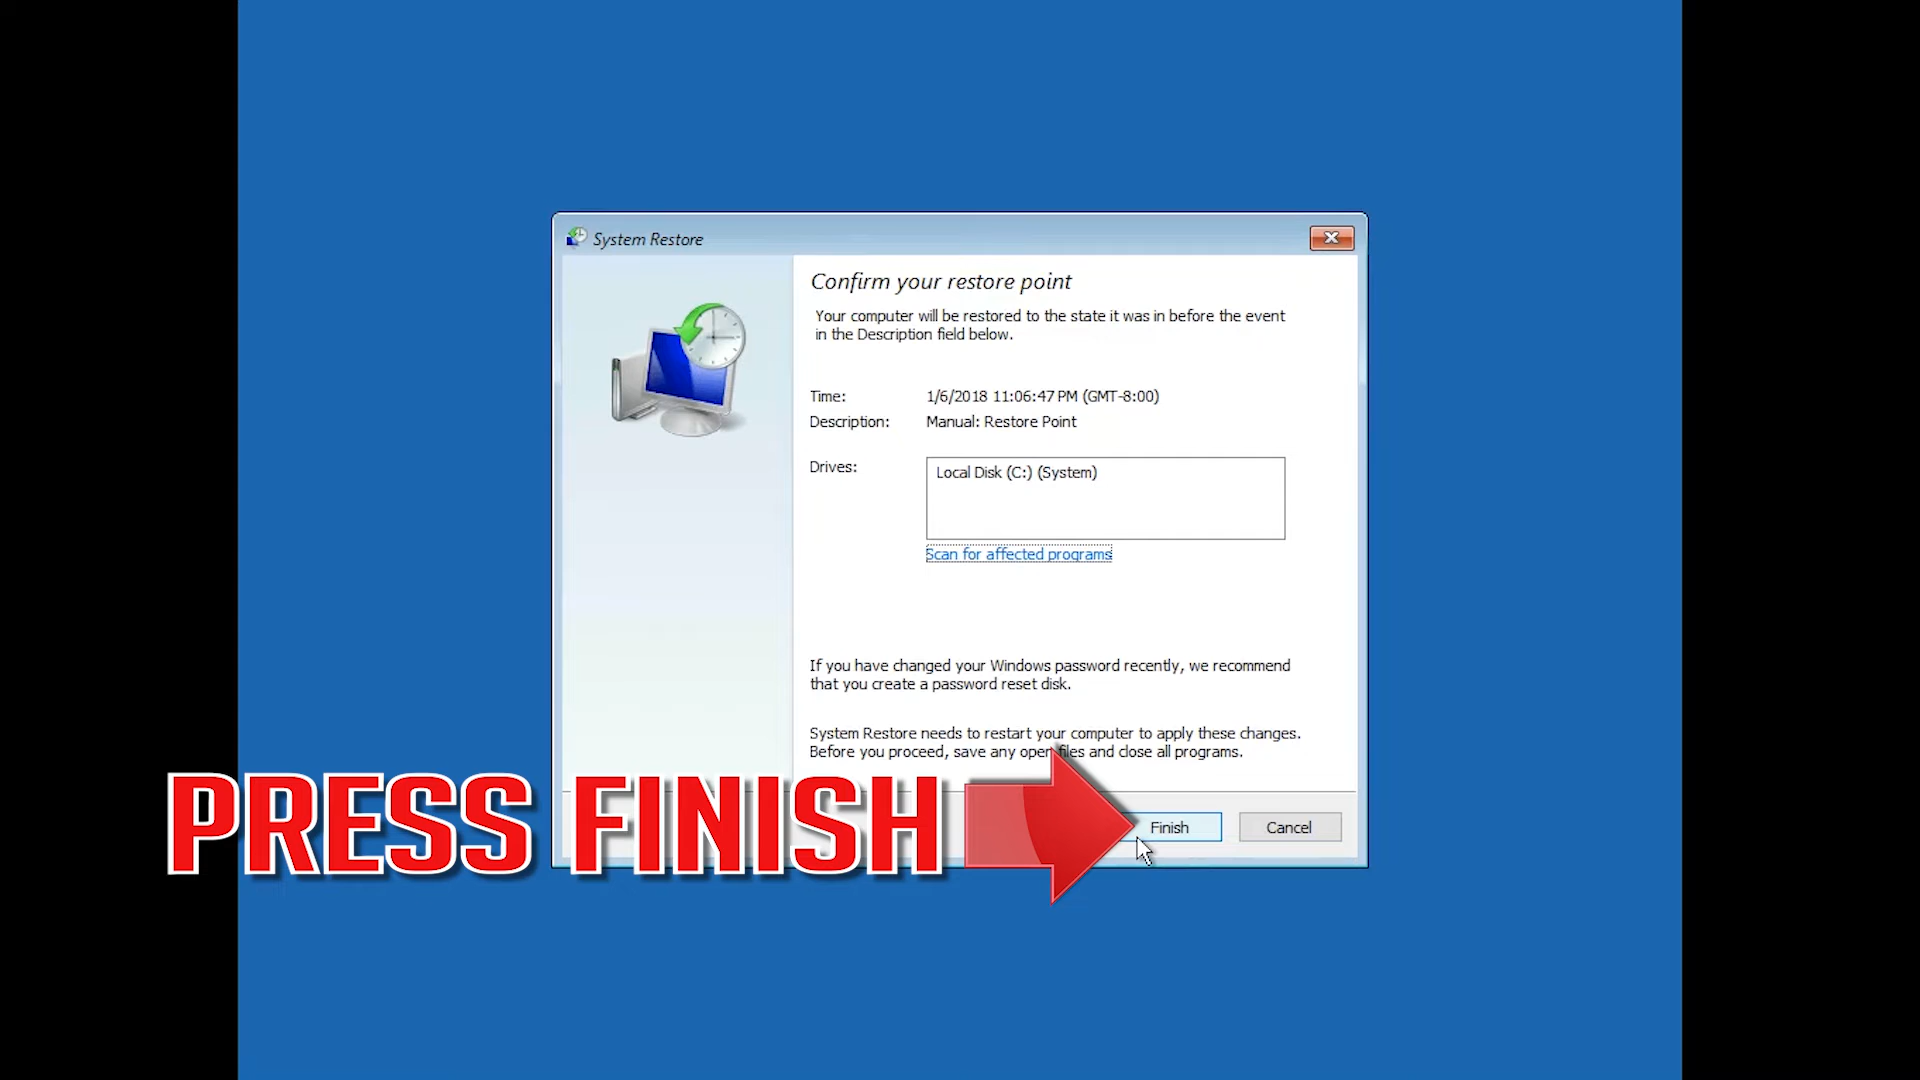 System Restore
Confirm your restore point
Your computer will be restored to the state it was in before the event
in the Description field below.
Time: 1/6/2018 11:06:47 PM (GMT-8:00)
Description: Manual: Restore Point
Drives: Local Disk (C:) (System)
Scan for affected programs
If you have changed your Windows password recently, we recommend
that you create a password reset disk.
System Restore needs to restart your computer to apply these changes.
Before you proceed, save any open files and close all programs.
PRESS FINISH
Finish Cancel